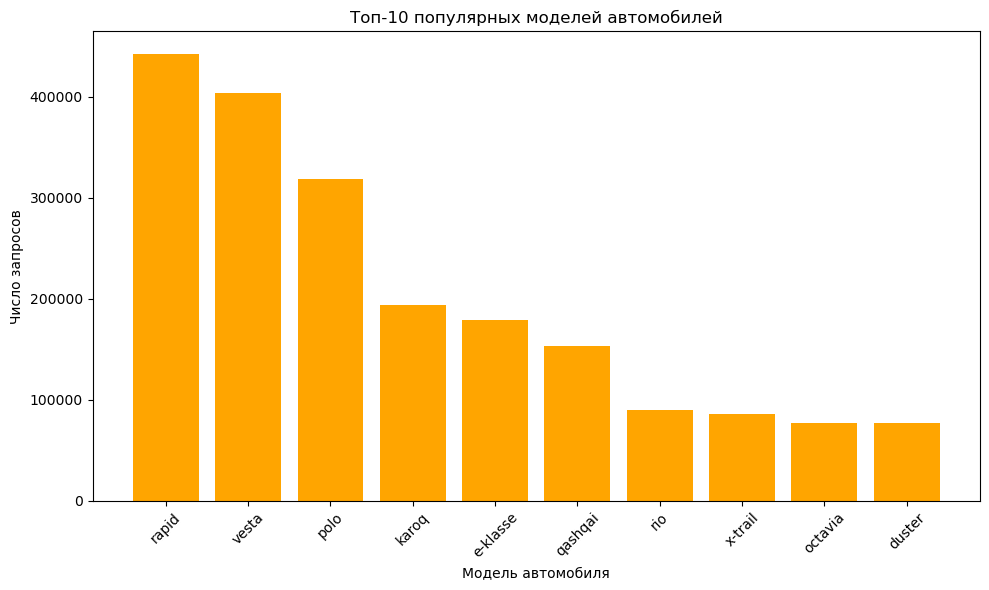 Топ-10 популярных моделей автомобилей
Число запросов
400000
300000
200000
100000
0
rapid
vesta
polo
karoq
e-klasse
qashqai
rio
x-trail
octavia
duster
Модель автомобиля